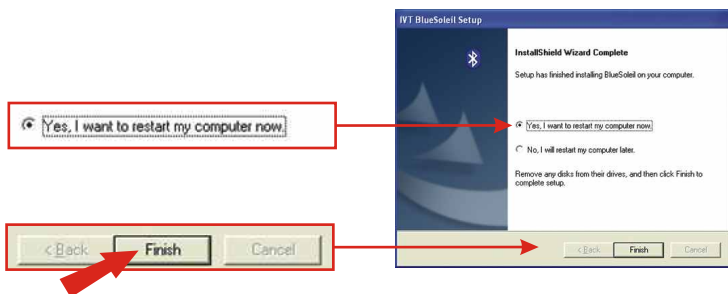 IVT BlueSoleil Setup
InstallShield Wizard Complete
Setup has finished installing BlueSoleil on your computer.
Yes, I want to restart my computer now.
Yes, I want to restart my computer now.
No, I will restart my computer later.
Remove any disks from their drives, and then click Finish to
complete setup.
< Back Finish Cancel
< Back Finish Cancel